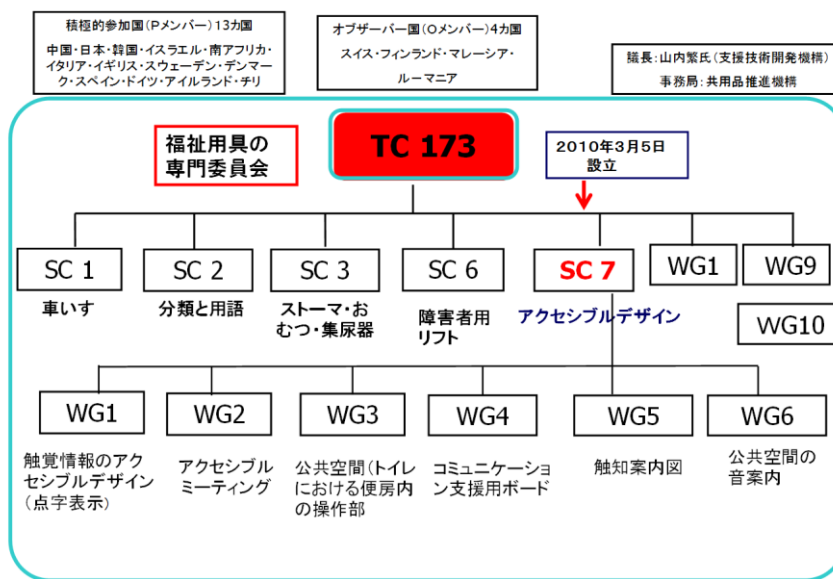 積極的参加国(Pメンバー)13カ国
中国・日本・韓国・イスラエル・南アフリカ・
イタリア・イギリス・スウェーデン・デンマー
ク・スペイン・ドイツ・アイルランド・チリ
オブザーバー国(Oメンバー)4カ国
スイス・フィンランド・マレーシア・
ルーマニア
議長:山内繁氏(支援技術開発機構)
事務局:共用品推進機構
福祉用具の
専門委員会
TC 173
2010年3月5日
設立
SC 1
車いす
SC 2
分類と用語
SC 3
ストーマ・お
むつ・集尿器
SC 6
障害者用
リフト
SC 7
アクセシブルデザイン
WG1
WG9
WG10
WG1
触覚情報のアク
セシブルデザイン
(点字表示)
WG2
アクセシブル
ミーティング
WG3
公共空間(トイレ
における便房内
の操作部
WG4
コミュニケーショ
ン支援用ボード
WG5
触知案内図
WG6
公共空間の
音案内